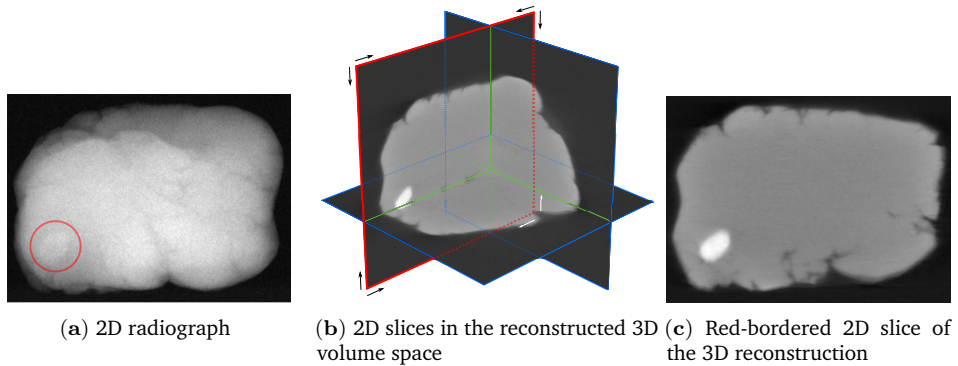 (a) 2D radiograph
(b) 2D slices in the reconstructed 3D
volume space
(c) Red-bordered 2D slice of
the 3D reconstruction